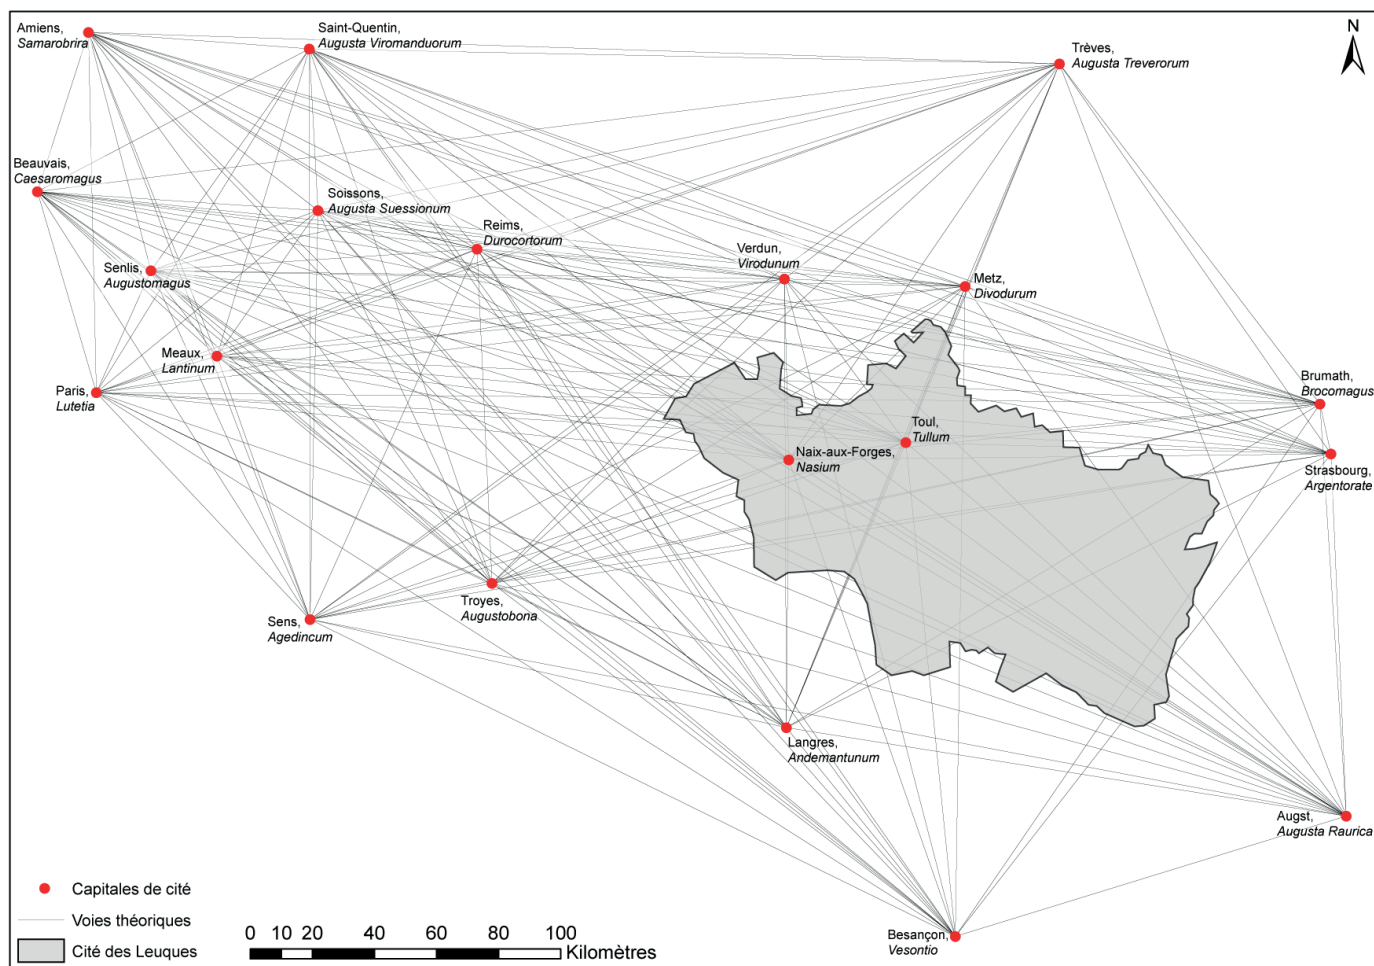 Amiens,
Samarobrira
Saint-Quentin,
Augusta Viromanduorum
Trèves,
Augusta Treverorum
N
Beauvais,
Caesaromagus
Soissons,
Augusta Suessionum
Reims,
Durocortorum
Verdun,
Virodunum
Senlis,
Augustomagus
Metz,
Divodurum
Meaux,
Lantinum
Paris,
Lutetia
Brumath,
Brocomagus
Toul,
Tullum
Naix-aux-Forges,
Nasium
Strasbourg,
Argentorate
Troyes,
Augustobona
Sens,
Agedincum
Langres,
Andemantunum
Augst,
Augusta Raurica
Besançon,
Vesontio
Capitales de cité
Voies théoriques
Cité des Leuques
0 10 20 40 60 80 100
Kilomètres